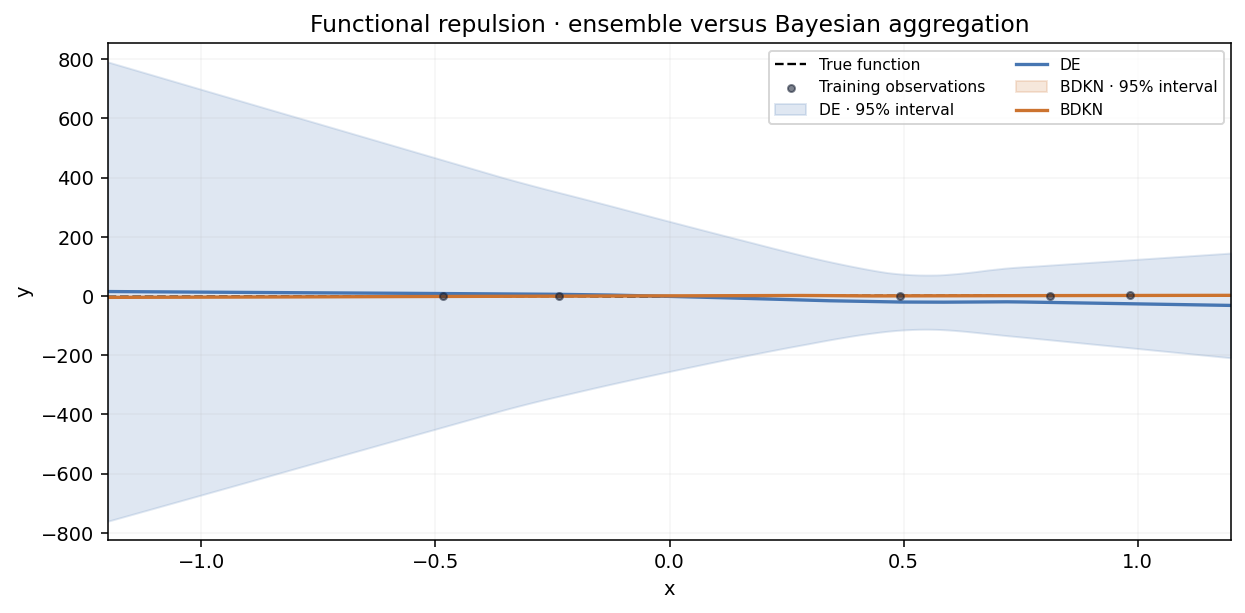 Functional repulsion · ensemble versus Bayesian aggregation
800
600
400
200
0
−200
−400
−600
−800
y
True function
Training observations
DE · 95% interval
DE
BDKN · 95% interval
BDKN
−1.0
−0.5
0.0
0.5
1.0
x